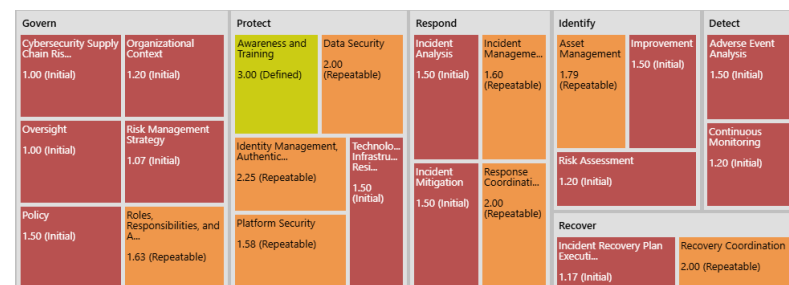 Govern
Cybersecurity Supply
Chain Ris...
1.00 (Initial)
Organizational
Context
1.20 (Initial)
Oversight
1.00 (Initial)
Risk Management
Strategy
1.07 (Initial)
Policy
1.50 (Initial)
Roles,
Responsibilities, and
A...
1.63 (Repeatable)
Protect
Awareness and
Training
3.00 (Defined)
Data Security
2.00
(Repeatable)
Identity Management,
Authentic...
2.25 (Repeatable)
Platform Security
1.58 (Repeatable)
Technolo...
Infrastru...
Resi...
1.50
(Initial)
Respond
Incident
Analysis
1.50 (Initial)
Incident
Manageme...
1.60
(Repeatable)
Incident
Mitigation
1.50 (Initial)
Response
Coordinati...
2.00
(Repeatable)
Identify
Asset
Management
1.79
(Repeatable)
Improvement
1.50 (Initial)
Risk Assessment
1.20 (Initial)
Detect
Adverse Event
Analysis
1.50 (Initial)
Continuous
Monitoring
1.20 (Initial)
Recover
Incident Recovery Plan
Executi...
1.17 (Initial)
Recovery Coordination
2.00 (Repeatable)